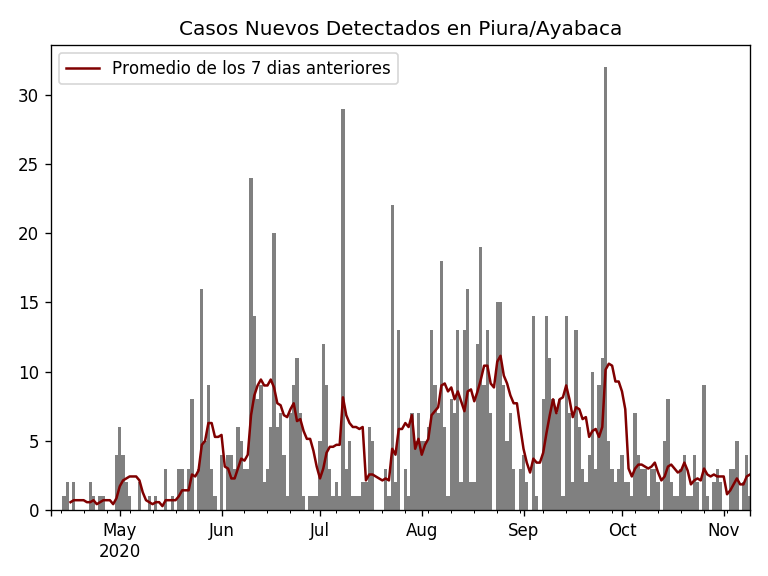 Casos Nuevos Detectados en Piura/Ayabaca
Promedio de los 7 dias anteriores
30
25
20
15
10
5
0
May Jun Jul Aug Sep Oct Nov
2020